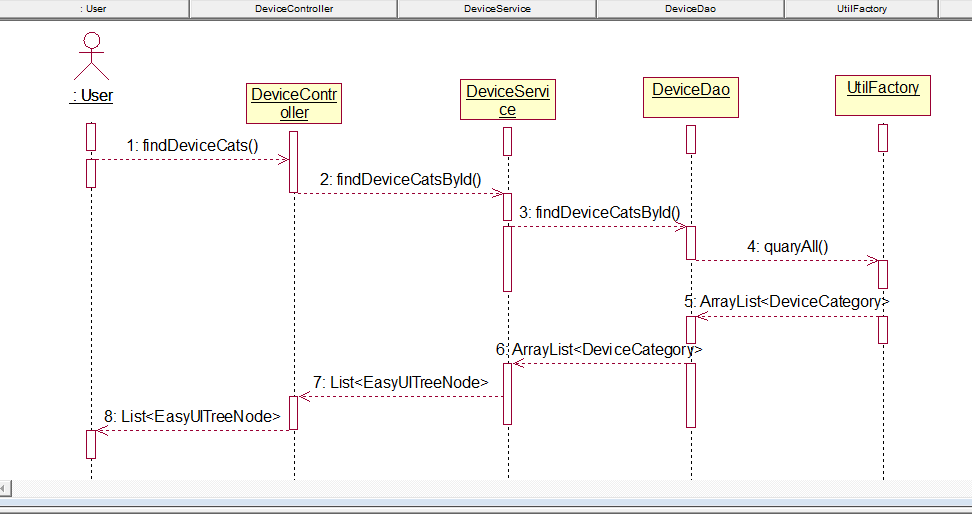 : User
DeviceController
DeviceService
DeviceDao
UtilFactory
: User
DeviceContr
oller
DeviceServi
ce
DeviceDao
UtilFactory
1: findDeviceCats()
2: findDeviceCatsById()
3: findDeviceCatsById()
4: quaryAll()
5: ArrayList<DeviceCategory>
6: ArrayList<DeviceCategory>
7: List<EasyUITreeNode>
8: List<EasyUITreeNode>